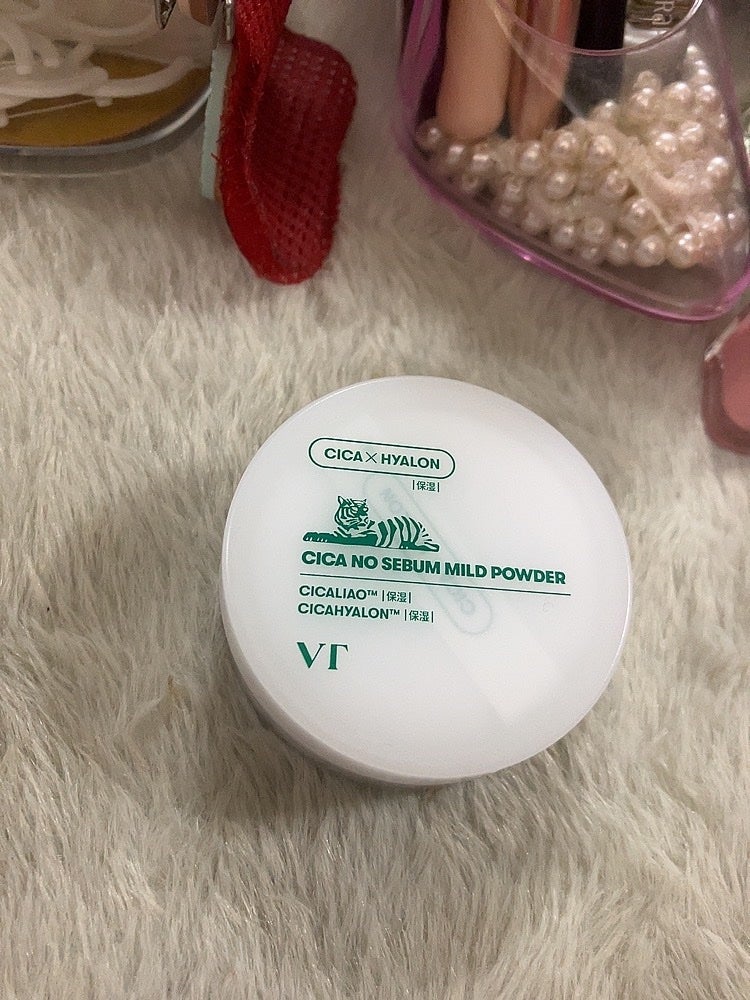 CICA×HYALON
|保湿|
CICA NO SEBUM MILD POWDER
CICALIAO™ |保湿|
CICAHYALON™ |保湿|
VT